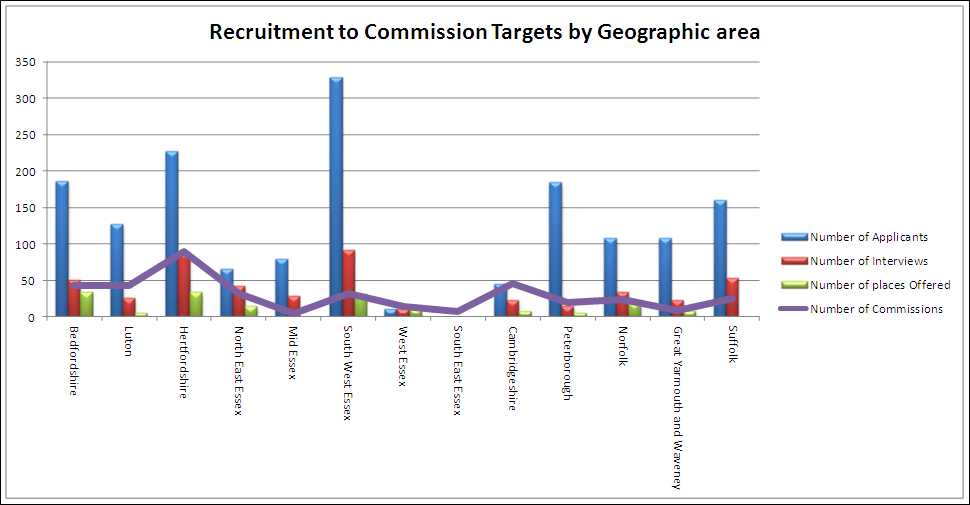 Recruitment to Commission Targets by Geographic area
350
300
250
200
150
100
50
0
Bedfordshire
Luton
Hertfordshire
North East Essex
Mid Essex
South West Essex
West Essex
South East Essex
Cambridgeshire
Peterborough
Norfolk
Great Yarmouth and Waveney
Suffolk
Number of Applicants
Number of Interviews
Number of places Offered
Number of Commissions